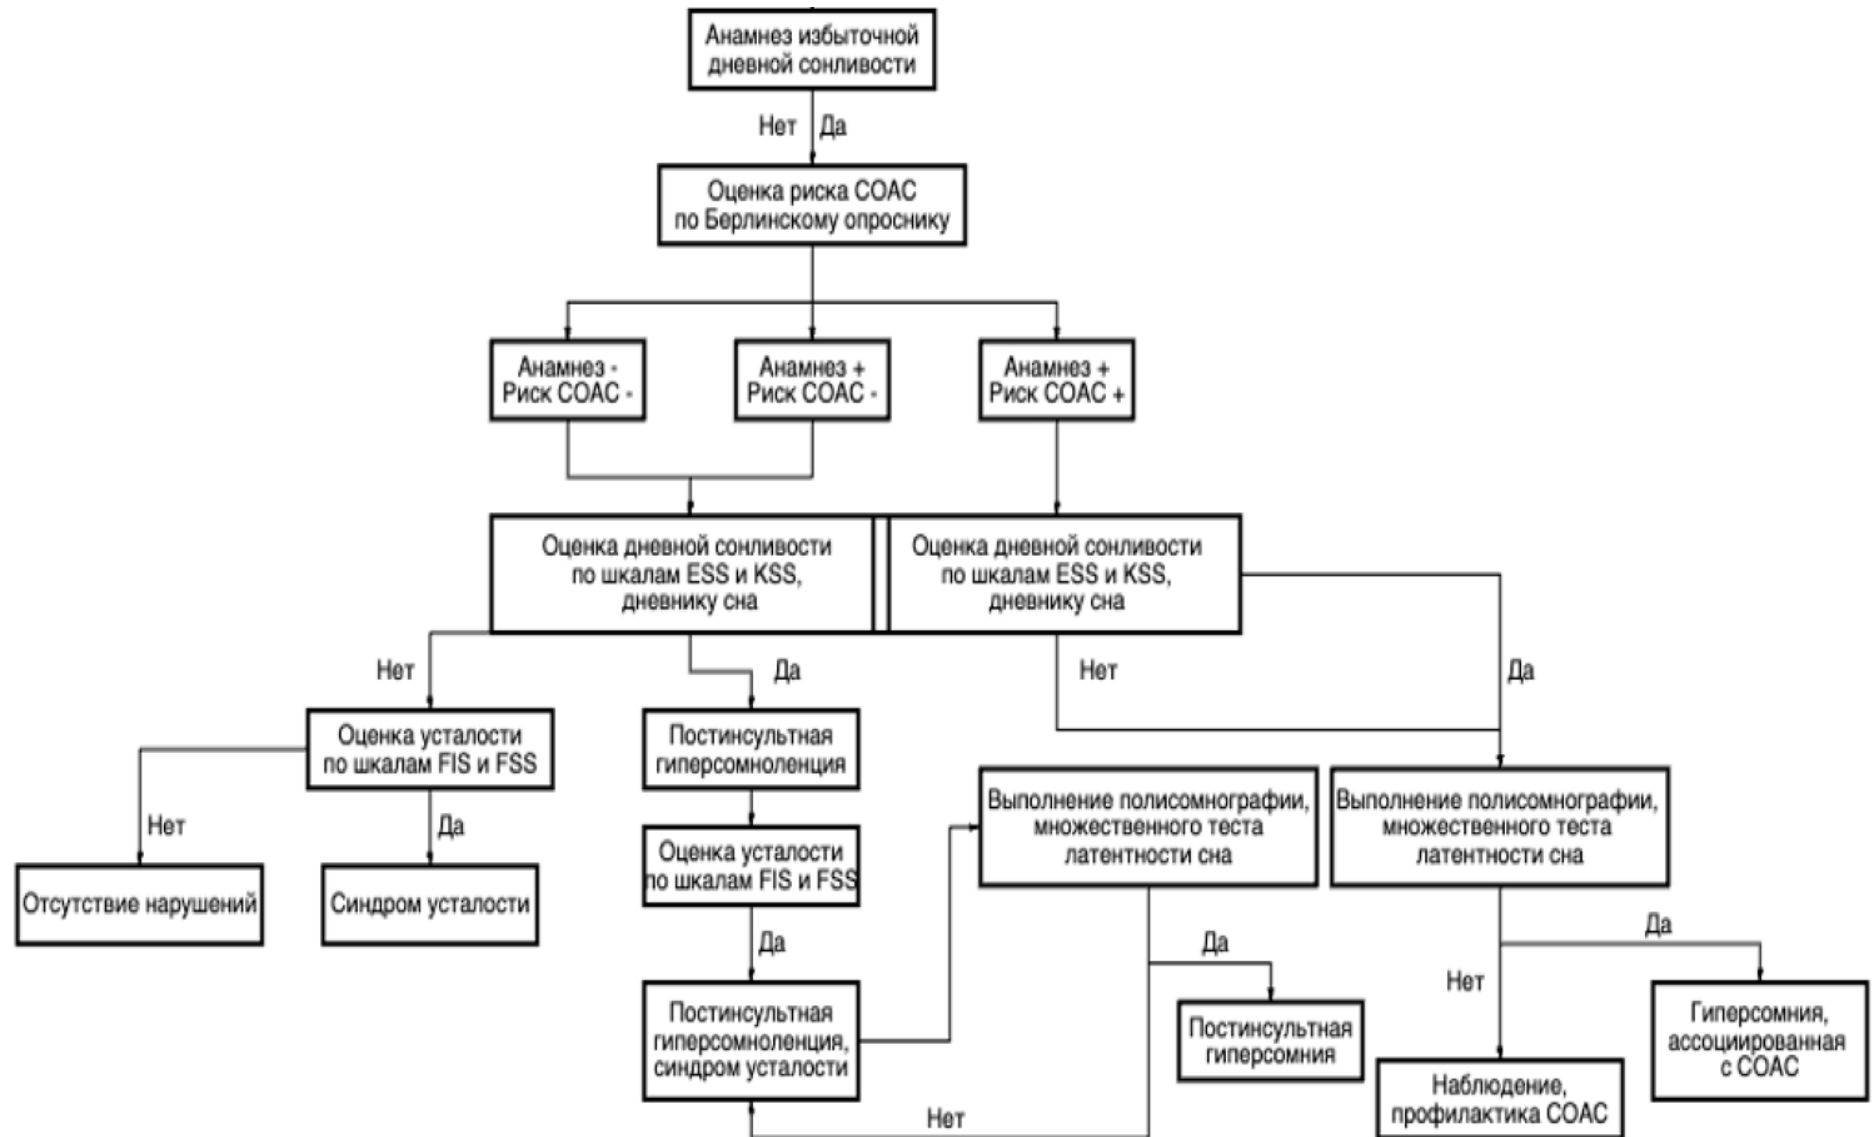 Анамнез избыточной
дневной сонливости
Нет Да
Оценка риска СОАС
по Берлинскому опроснику
Анамнез -
Риск СОАС -
Анамнез +
Риск СОАС -
Анамнез +
Риск СОАС +
Оценка дневной сонливости
по шкалам ESS и KSS,
дневнику сна
Оценка дневной сонливости
по шкалам ESS и KSS,
дневнику сна
Нет
Да
Нет
Да
Оценка усталости
по шкалам FIS и FSS
Постинсультная
гиперсомноленция
Выполнение полисомнографии,
множественного теста
латентности сна
Выполнение полисомнографии,
множественного теста
латентности сна
Нет
Да
Оценка усталости
по шкалам FIS и FSS
Отсутствие нарушений
Синдром усталости
Да
Да
Да
Нет
Постинсультная
гиперсомноленция,
синдром усталости
Постинсультная
гиперсомния
Гиперсомния,
ассоциированная
с СОАС
Наблюдение,
профилактика СОАС
Нет